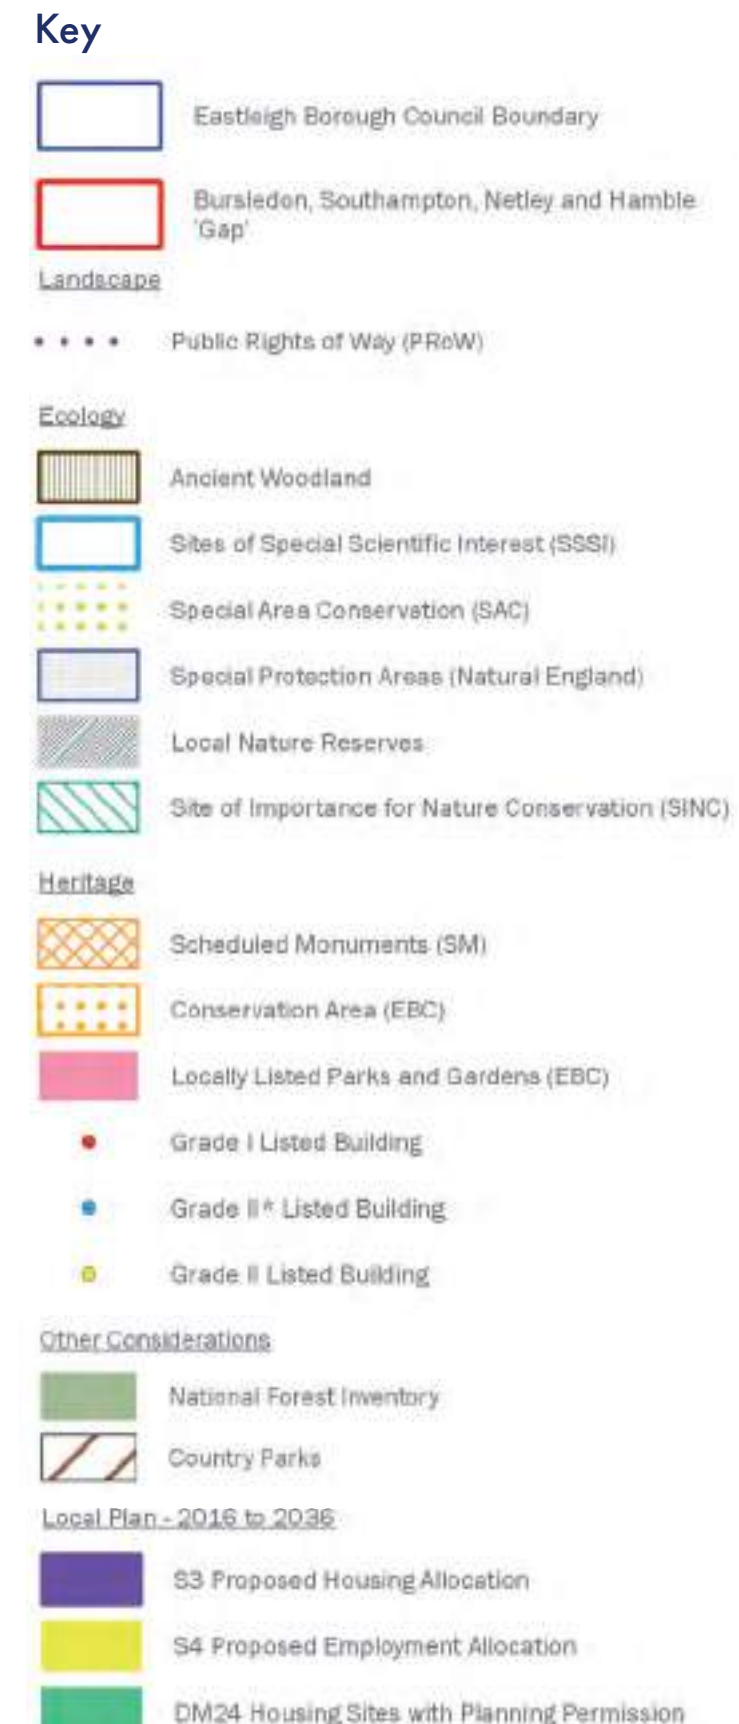 Key
Eastleigh Borough Council Boundary
Bursledon, Southampton, Netley and Hamble
'Gap'
Landscape
Public Rights of Way (PRoW)
Ecology
Ancient Woodland
Sites of Special Scientific Interest (SSSI)
Special Area Conservation (SAC)
Special Protection Areas (Natural England)
Local Nature Reserves
Site of Importance for Nature Conservation (SINC)
Heritage
Scheduled Monuments (SM)
Conservation Area (EBC)
Locally Listed Parks and Gardens (EBC)
Grade I Listed Building
Grade II* Listed Building
Grade II Listed Building
Other Considerations
National Forest Inventory
Country Parks
Local Plan - 2016 to 2036
S3 Proposed Housing Allocation
S4 Proposed Employment Allocation
DM24 Housing Sites with Planning Permission